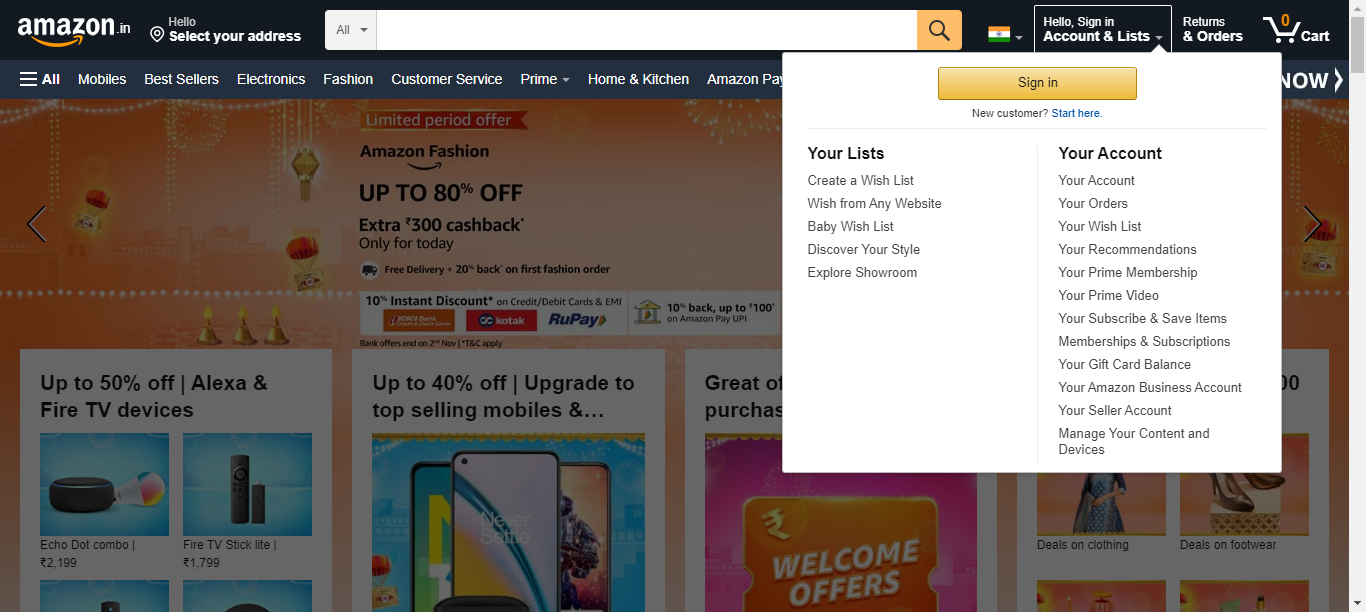 amazon.in
Hello
Select your address
All
Hello, Sign in
Account & Lists
Returns
& Orders
0
Cart
All
Mobiles
Best Sellers
Electronics
Fashion
Customer Service
Prime
Home & Kitchen
Amazon Pay
NOW
Sign in
New customer? Start here.
Your Lists
Create a Wish List
Wish from Any Website
Baby Wish List
Discover Your Style
Explore Showroom
Your Account
Your Account
Your Orders
Your Wish List
Your Recommendations
Your Prime Membership
Your Prime Video
Your Subscribe & Save Items
Memberships & Subscriptions
Your Gift Card Balance
Your Amazon Business Account
Your Seller Account
Manage Your Content and
Devices
Limited period offer
Amazon Fashion
UP TO 80% OFF
Extra ₹300 cashback*
Only for today
Free Delivery + 20% back* on first fashion order
10% Instant Discount* on Credit/Debit Cards & EMI
ICICI Bank
Credit & Debit Cards
kotak
RuPay
10% back, up to ₹100*
on Amazon Pay UPI
Bank offers end on 2nd Nov | *T&C apply
Up to 50% off | Alexa &
Fire TV devices
Echo Dot combo |
₹2,199
Fire TV Stick lite |
₹1,799
Up to 40% off | Upgrade to
top selling mobiles &…
Never
Settle
Great of
purchas
₹
WELCOME
OFFERS
00
Deals on clothing
Deals on footwear